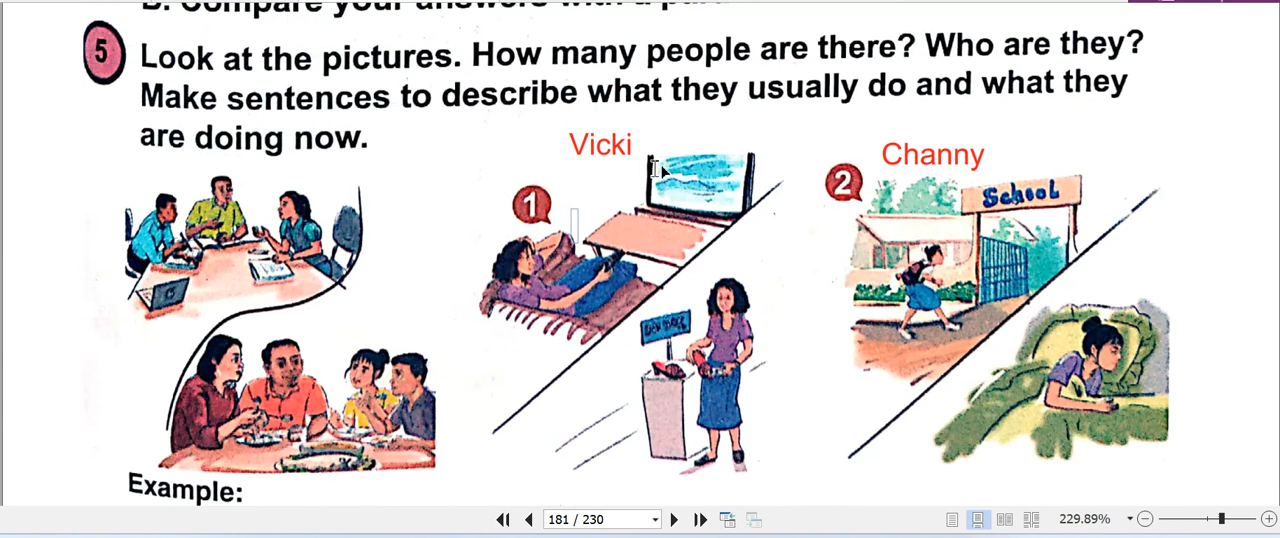 5 Look at the pictures. How many people are there? Who are they?
Make sentences to describe what they usually do and what they
are doing now.
Vicki
Channy
1
2
School
Example:
181 / 230
229.89%